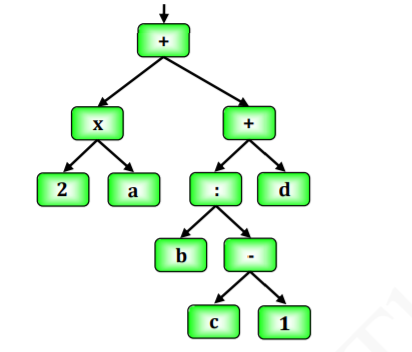 +
x +
2 a : d
b -
c 1